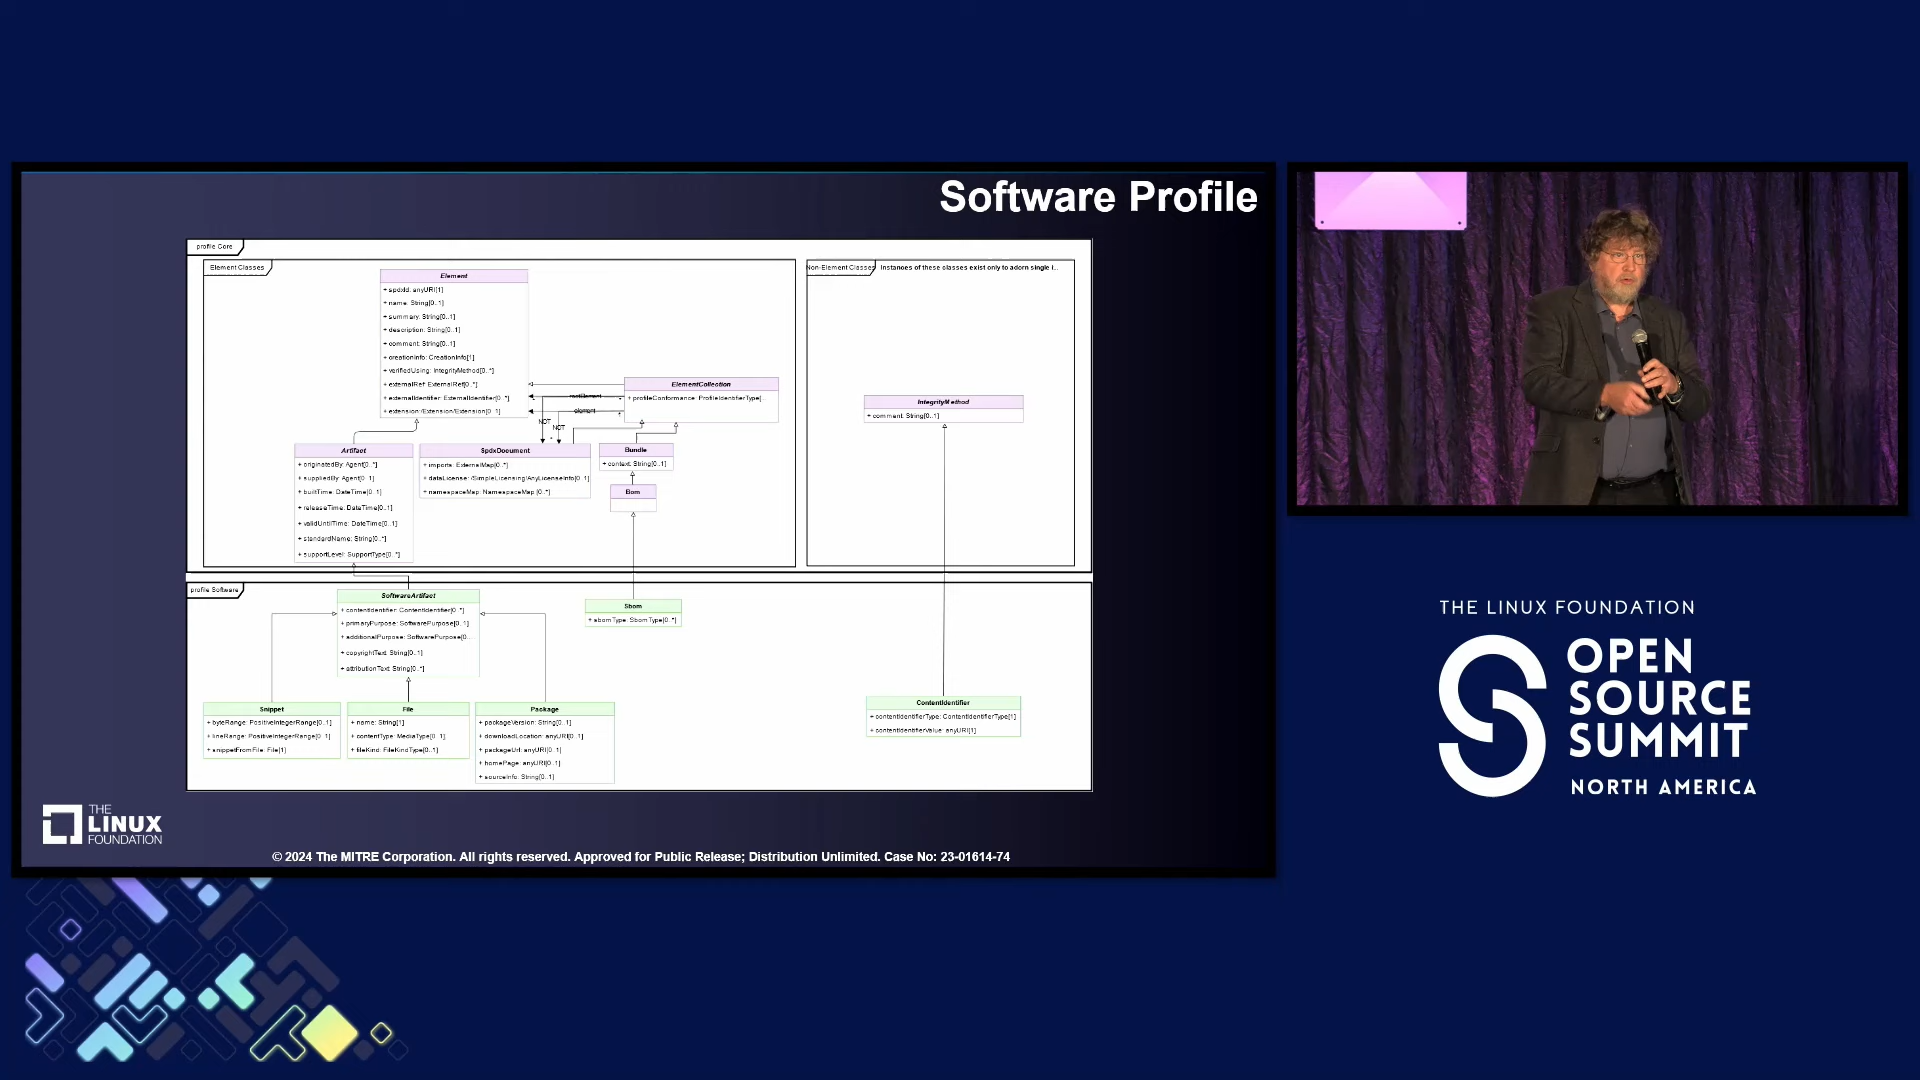 Software Profile
profile Core
Element Classes
Element
+ spdxId: anyURI[1]
+ name: String[0..1]
+ summary: String[0..1]
+ description: String[0..1]
+ comment: String[0..1]
+ creationInfo: CreationInfo[1]
+ verifiedUsing: IntegrityMethod[0..*]
+ externalRef: ExternalRef[0..*]
+ externalIdentifier: ExternalIdentifier[0..*]
+ extension:/Extension/Extension[0..1]
ElementCollection
+ profileConformance: ProfileIdentifierType[..
rootElement
element
NOT
NOT
Artifact
+ originatedBy: Agent[0..*]
+ suppliedBy: Agent[0..1]
+ builtTime: DateTime[0..1]
+ releaseTime: DateTime[0..1]
+ validUntilTime: DateTime[0..1]
+ standardName: String[0..*]
+ supportLevel: SupportType[0..*]
SpdxDocument
+ imports: ExternalMap[0..*]
+ dataLicense: /SimpleLicensing/AnyLicenseInfo[0..1]
+ namespaceMap: NamespaceMap [0..*]
Bundle
+ context: String[0..1]
Bom
Non-Element Classes
Instances of these classes exist only to adorn single i...
IntegrityMethod
+ comment: String[0..1]
profile Software
SoftwareArtifact
+ contentIdentifier: ContentIdentifier[0..*]
+ primaryPurpose: SoftwarePurpose[0..1]
+ additionalPurpose: SoftwarePurpose[0...
+ copyrightText: String[0..1]
+ attributionText: String[0..*]
Sbom
+ sbomType: SbomType[0..*]
Snippet
+ byteRange: PositiveIntegerRange[0..1]
+ lineRange: PositiveIntegerRange[0..1]
+ snippetFromFile: File[1]
File
+ name: String[1]
+ contentType: MediaType[0..1]
+ fileKind: FileKindType[0..1]
Package
+ packageVersion: String[0..1]
+ downloadLocation: anyURI[0..1]
+ packageUrl: anyURI[0..1]
+ homePage: anyURI[0..1]
+ sourceInfo: String[0..1]
ContentIdentifier
+ contentIdentifierType: ContentIdentifierType[1]
+ contentIdentifierValue: anyURI[1]
THE
LINUX
FOUNDATION
© 2024 The MITRE Corporation. All rights reserved. Approved for Public Release; Distribution Unlimited. Case No: 23-01614-74
THE LINUX FOUNDATION
OPEN
SOURCE
SUMMIT
NORTH AMERICA